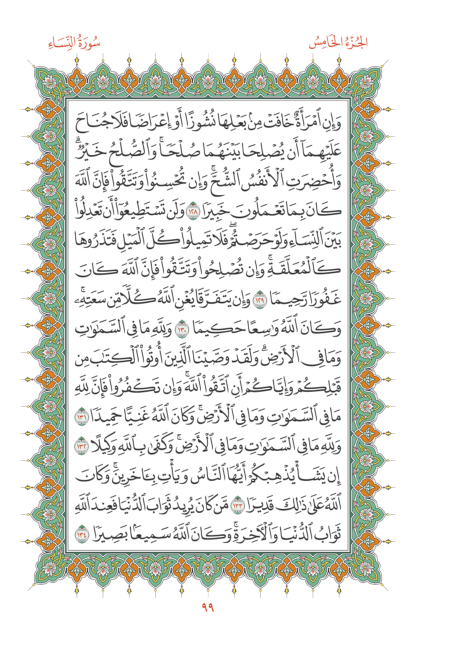 الجُزْءُ الخَامِسُ
سُورَةُ النِّسَاءِ
وَإِنِ ٱمْرَأَةٌ خَافَتْ مِنۢ بَعْلِهَا نُشُوزًا أَوْ إِعْرَاضًا فَلَا جُنَاحَ
عَلَيْهِمَآ أَن يُصْلِحَا بَيْنَهُمَا صُلْحًا ۚ وَٱلصُّلْحُ خَيْرٌ ۗ
وَأُحْضِرَتِ ٱلْأَنفُسُ ٱلشُّحَّ ۚ وَإِن تُحْسِنُوا۟ وَتَتَّقُوا۟ فَإِنَّ ٱللَّهَ
كَانَ بِمَا تَعْمَلُونَ خَبِيرًا ١٢٨ وَلَن تَسْتَطِيعُوٓا۟ أَن تَعْدِلُوا۟
بَيْنَ ٱلنِّسَآءِ وَلَوْ حَرَصْتُمْ ۖ فَلَا تَمِيلُوا۟ كُلَّ ٱلْمَيْلِ فَتَذَرُوهَا
كَٱلْمُعَلَّقَةِ ۚ وَإِن تُصْلِحُوا۟ وَتَتَّقُوا۟ فَإِنَّ ٱللَّهَ كَانَ
غَفُورًا رَّحِيمًا ١٢٩ وَإِن يَتَفَرَّقَا يُغْنِ ٱللَّهُ كُلًّا مِّن سَعَتِهِۦ ۚ
وَكَانَ ٱللَّهُ وَٰسِعًا حَكِيمًا ١٣٠ وَلِلَّهِ مَا فِى ٱلسَّمَٰوَٰتِ
وَمَا فِى ٱلْأَرْضِ ۗ وَلَقَدْ وَصَّيْنَا ٱلَّذِينَ أُوتُوا۟ ٱلْكِتَٰبَ مِن
قَبْلِكُمْ وَإِيَّاكُمْ أَنِ ٱتَّقُوا۟ ٱللَّهَ ۚ وَإِن تَكْفُرُوا۟ فَإِنَّ لِلَّهِ
مَا فِى ٱلسَّمَٰوَٰتِ وَمَا فِى ٱلْأَرْضِ ۚ وَكَانَ ٱللَّهُ غَنِيًّا حَمِيدًا ١٣١
وَلِلَّهِ مَا فِى ٱلسَّمَٰوَٰتِ وَمَا فِى ٱلْأَرْضِ ۚ وَكَفَىٰ بِٱللَّهِ وَكِيلًا ١٣٢
إِن يَشَأْ يُذْهِبْكُمْ أَيُّهَا ٱلنَّاسُ وَيَأْتِ بِـَٔاخَرِينَ ۚ وَكَانَ
ٱللَّهُ عَلَىٰ ذَٰلِكَ قَدِيرًا ١٣٣ مَّن كَانَ يُرِيدُ ثَوَابَ ٱلدُّنْيَا فَعِندَ ٱللَّهِ
ثَوَابُ ٱلدُّنْيَا وَٱلْءَاخِرَةِ ۚ وَكَانَ ٱللَّهُ سَمِيعًۢا بَصِيرًا ١٣٤
٩٩